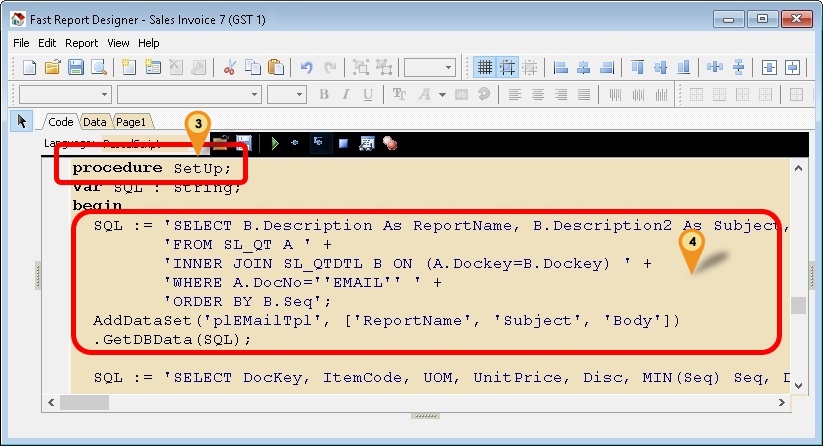 Fast Report Designer - Sales Invoice 7 (GST 1)
File Edit Report View Help
B I U
Code Data Page1
3
procedure SetUp;
var SQL : String;
begin
SQL := 'SELECT B.Description As ReportName, B.Description2 As Subject,
'FROM SL_QT A ' +
4
'INNER JOIN SL_QTDTL B ON (A.Dockey=B.Dockey) ' +
'WHERE A.DocNo=''EMAIL'' ' +
'ORDER BY B.Seq';
AddDataSet('plEMailTpl', ['ReportName', 'Subject', 'Body'])
.GetDBData(SQL);
SQL := 'SELECT DocKey, ItemCode, UOM, UnitPrice, Disc, MIN(Seq) Seq,